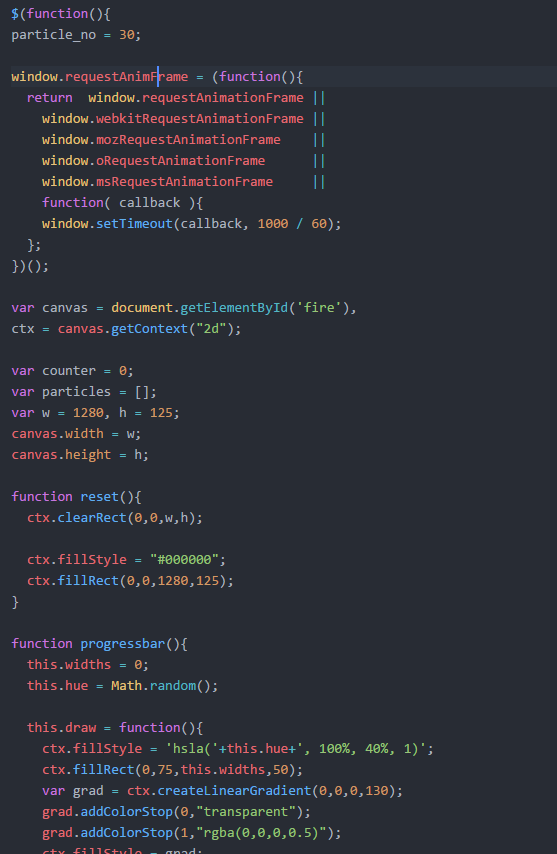 $(function(){
particle_no = 30;
window.requestAnimFrame = (function(){
  return  window.requestAnimationFrame ||
    window.webkitRequestAnimationFrame ||
    window.mozRequestAnimationFrame    ||
    window.oRequestAnimationFrame      ||
    window.msRequestAnimationFrame     ||
    function( callback ){
    window.setTimeout(callback, 1000 / 60);
  };
})();
var canvas = document.getElementById('fire'),
ctx = canvas.getContext("2d");
var counter = 0;
var particles = [];
var w = 1280, h = 125;
canvas.width = w;
canvas.height = h;
function reset(){
  ctx.clearRect(0,0,w,h);
  ctx.fillStyle = "#000000";
  ctx.fillRect(0,0,1280,125);
}
function progressbar(){
  this.widths = 0;
  this.hue = Math.random();
  this.draw = function(){
    ctx.fillStyle = 'hsla('+this.hue+', 100%, 40%, 1)';
    ctx.fillRect(0,75,this.widths,50);
    var grad = ctx.createLinearGradient(0,0,0,130);
    grad.addColorStop(0,"transparent");
    grad.addColorStop(1,"rgba(0,0,0,0.5)");
    ctx.fillStyle = grad;